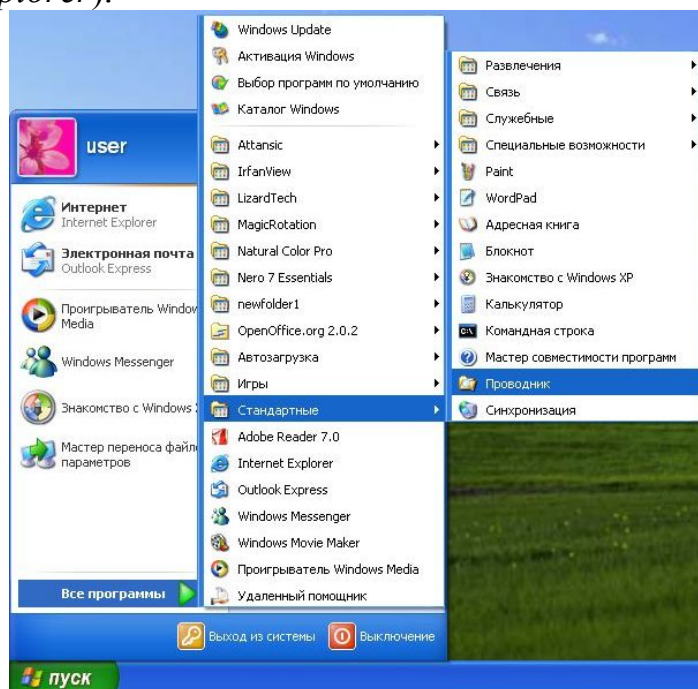 plorer).
user
Интернет
Internet Explorer
Электронная почта
Outlook Express
Проигрыватель Window
Media
Windows Messenger
Знакомство с Windows
Мастер переноса файл
параметров
Все программы
Windows Update
Активация Windows
Выбор программ по умолчанию
Каталог Windows
Attansic
IrfanView
LizardTech
MagicRotation
Natural Color Pro
Nero 7 Essentials
newfolder1
OpenOffice.org 2.0.2
Автозагрузка
Игры
Стандартные
Adobe Reader 7.0
Internet Explorer
Outlook Express
Windows Messenger
Windows Movie Maker
Проигрыватель Windows Media
Удаленный помощник
Развлечения
Связь
Служебные
Специальные возможности
Paint
WordPad
Адресная книга
Блокнот
Знакомство с Windows XP
Калькулятор
Командная строка
Мастер совместимости программ
Проводник
Синхронизация
Выход из системы
Выключение
пуск